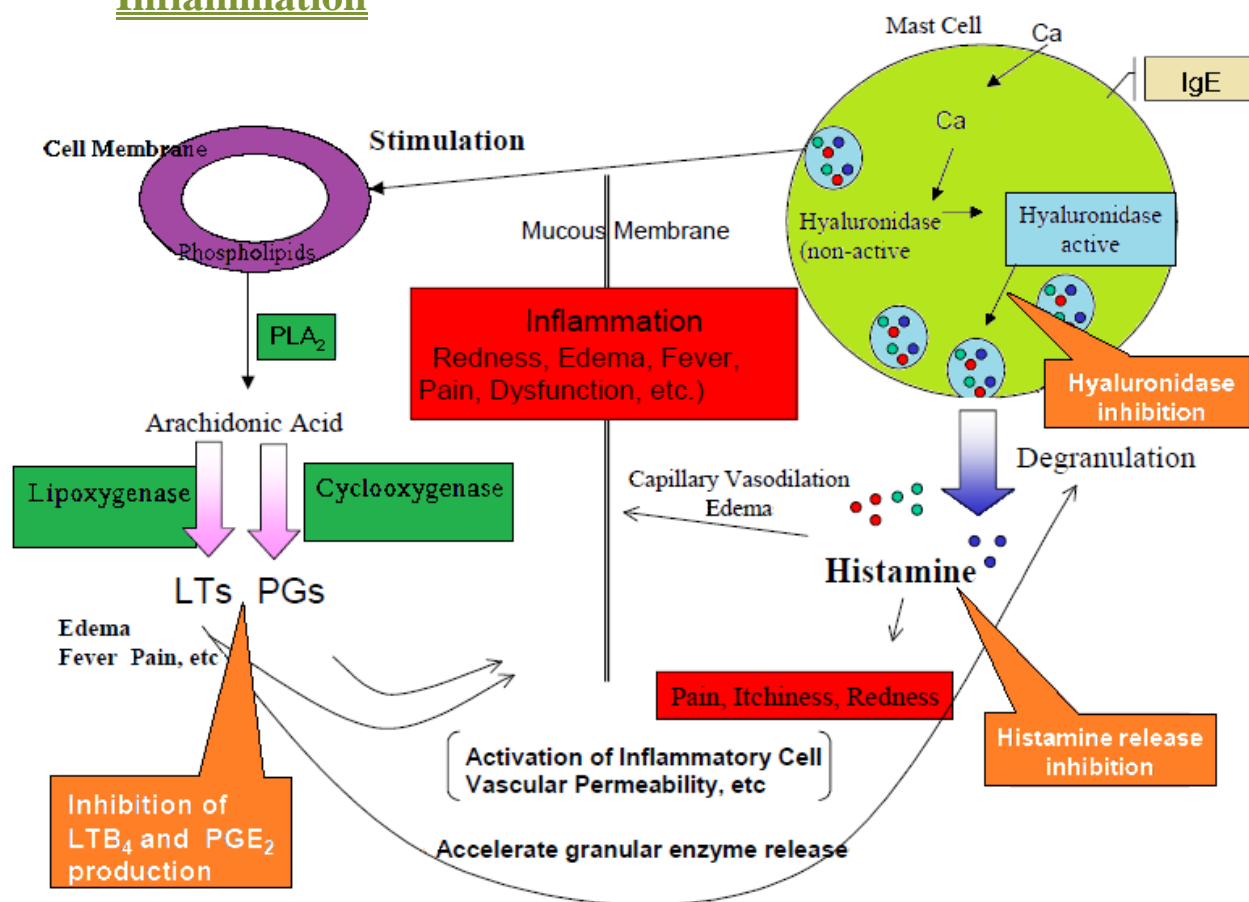 Inflammation
Mast Cell
Ca
IgE
Ca
Cell Membrane
Stimulation
Phospholipids
Mucous Membrane
Hyaluronidase
(non-active
Hyaluronidase
active
PLA₂
Inflammation
Redness, Edema, Fever,
Pain, Dysfunction, etc.)
Hyaluronidase
inhibition
Arachidonic Acid
Lipoxygenase
Cyclooxygenase
Capillary Vasodilation
Edema
Degranulation
Histamine
LTs PGs
Edema
Fever Pain, etc
Pain, Itchiness, Redness
Histamine release
inhibition
Activation of Inflammatory Cell
Vascular Permeability, etc
Inhibition of
LTB₄ and PGE₂
production
Accelerate granular enzyme release